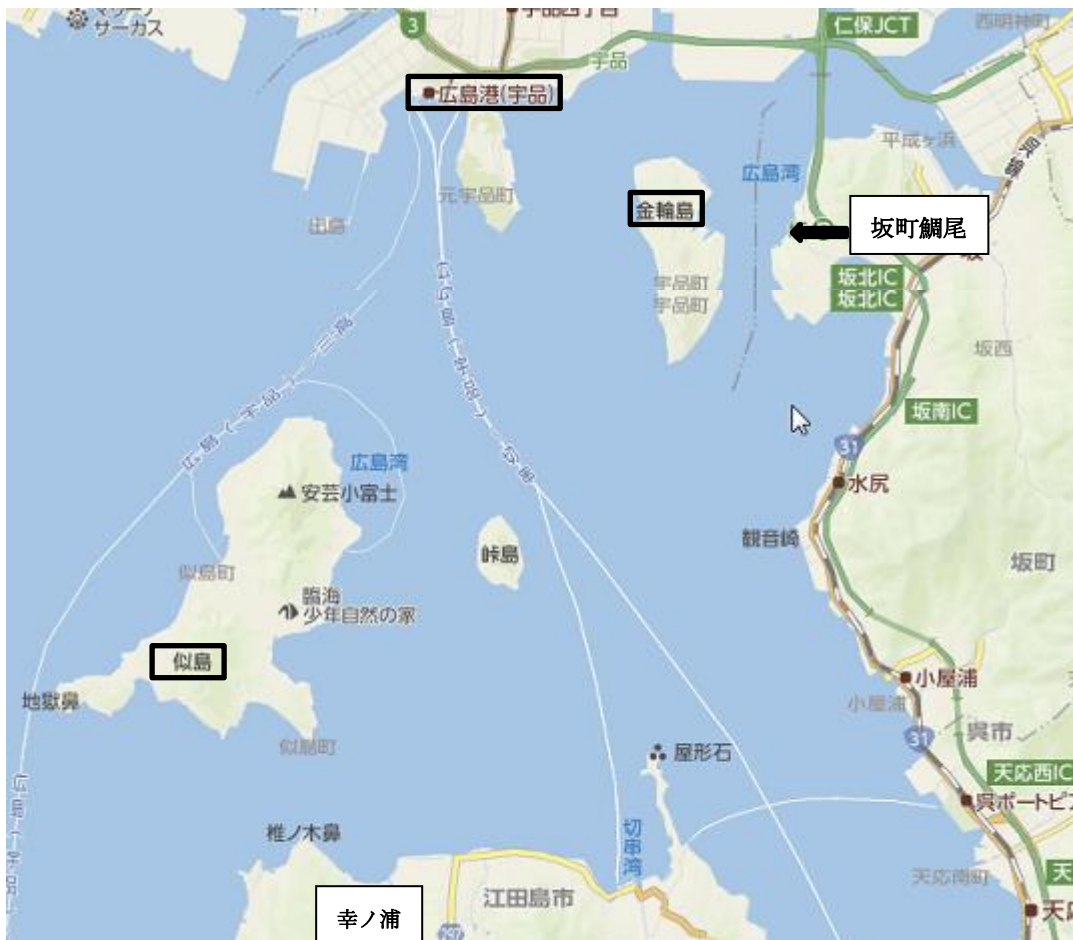 サーカス
3
仁保JCT
西明神町
宇品
広島港(宇品)
平成ヶ浜
呉線
広島湾
元宇品町
金輪島
坂町鯛尾
出島
坂
坂北IC
坂北IC
宇品町
宇品町
坂西
坂南IC
31
広島湾
安芸小富士
水尻
観音崎
峠島
坂町
似島町
臨海
少年自然の家
似島
小屋浦
地獄鼻
小屋浦
31
呉市
似島町
屋形石
天応西IC
呉ポートピア
椎ノ木鼻
切串湾
江田島市
天応南町
幸ノ浦
297